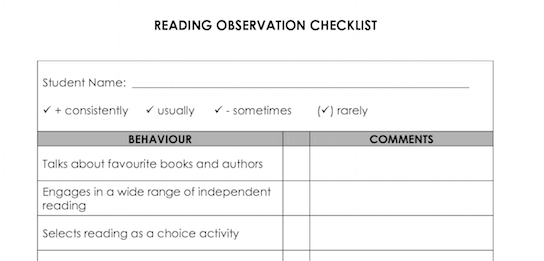 READING OBSERVATION CHECKLIST
Student Name: ____________________
✓ + consistently ✓ usually ✓ - sometimes (✓) rarely
BEHAVIOUR COMMENTS
Talks about favourite books and authors
Engages in a wide range of independent
reading
Selects reading as a choice activity